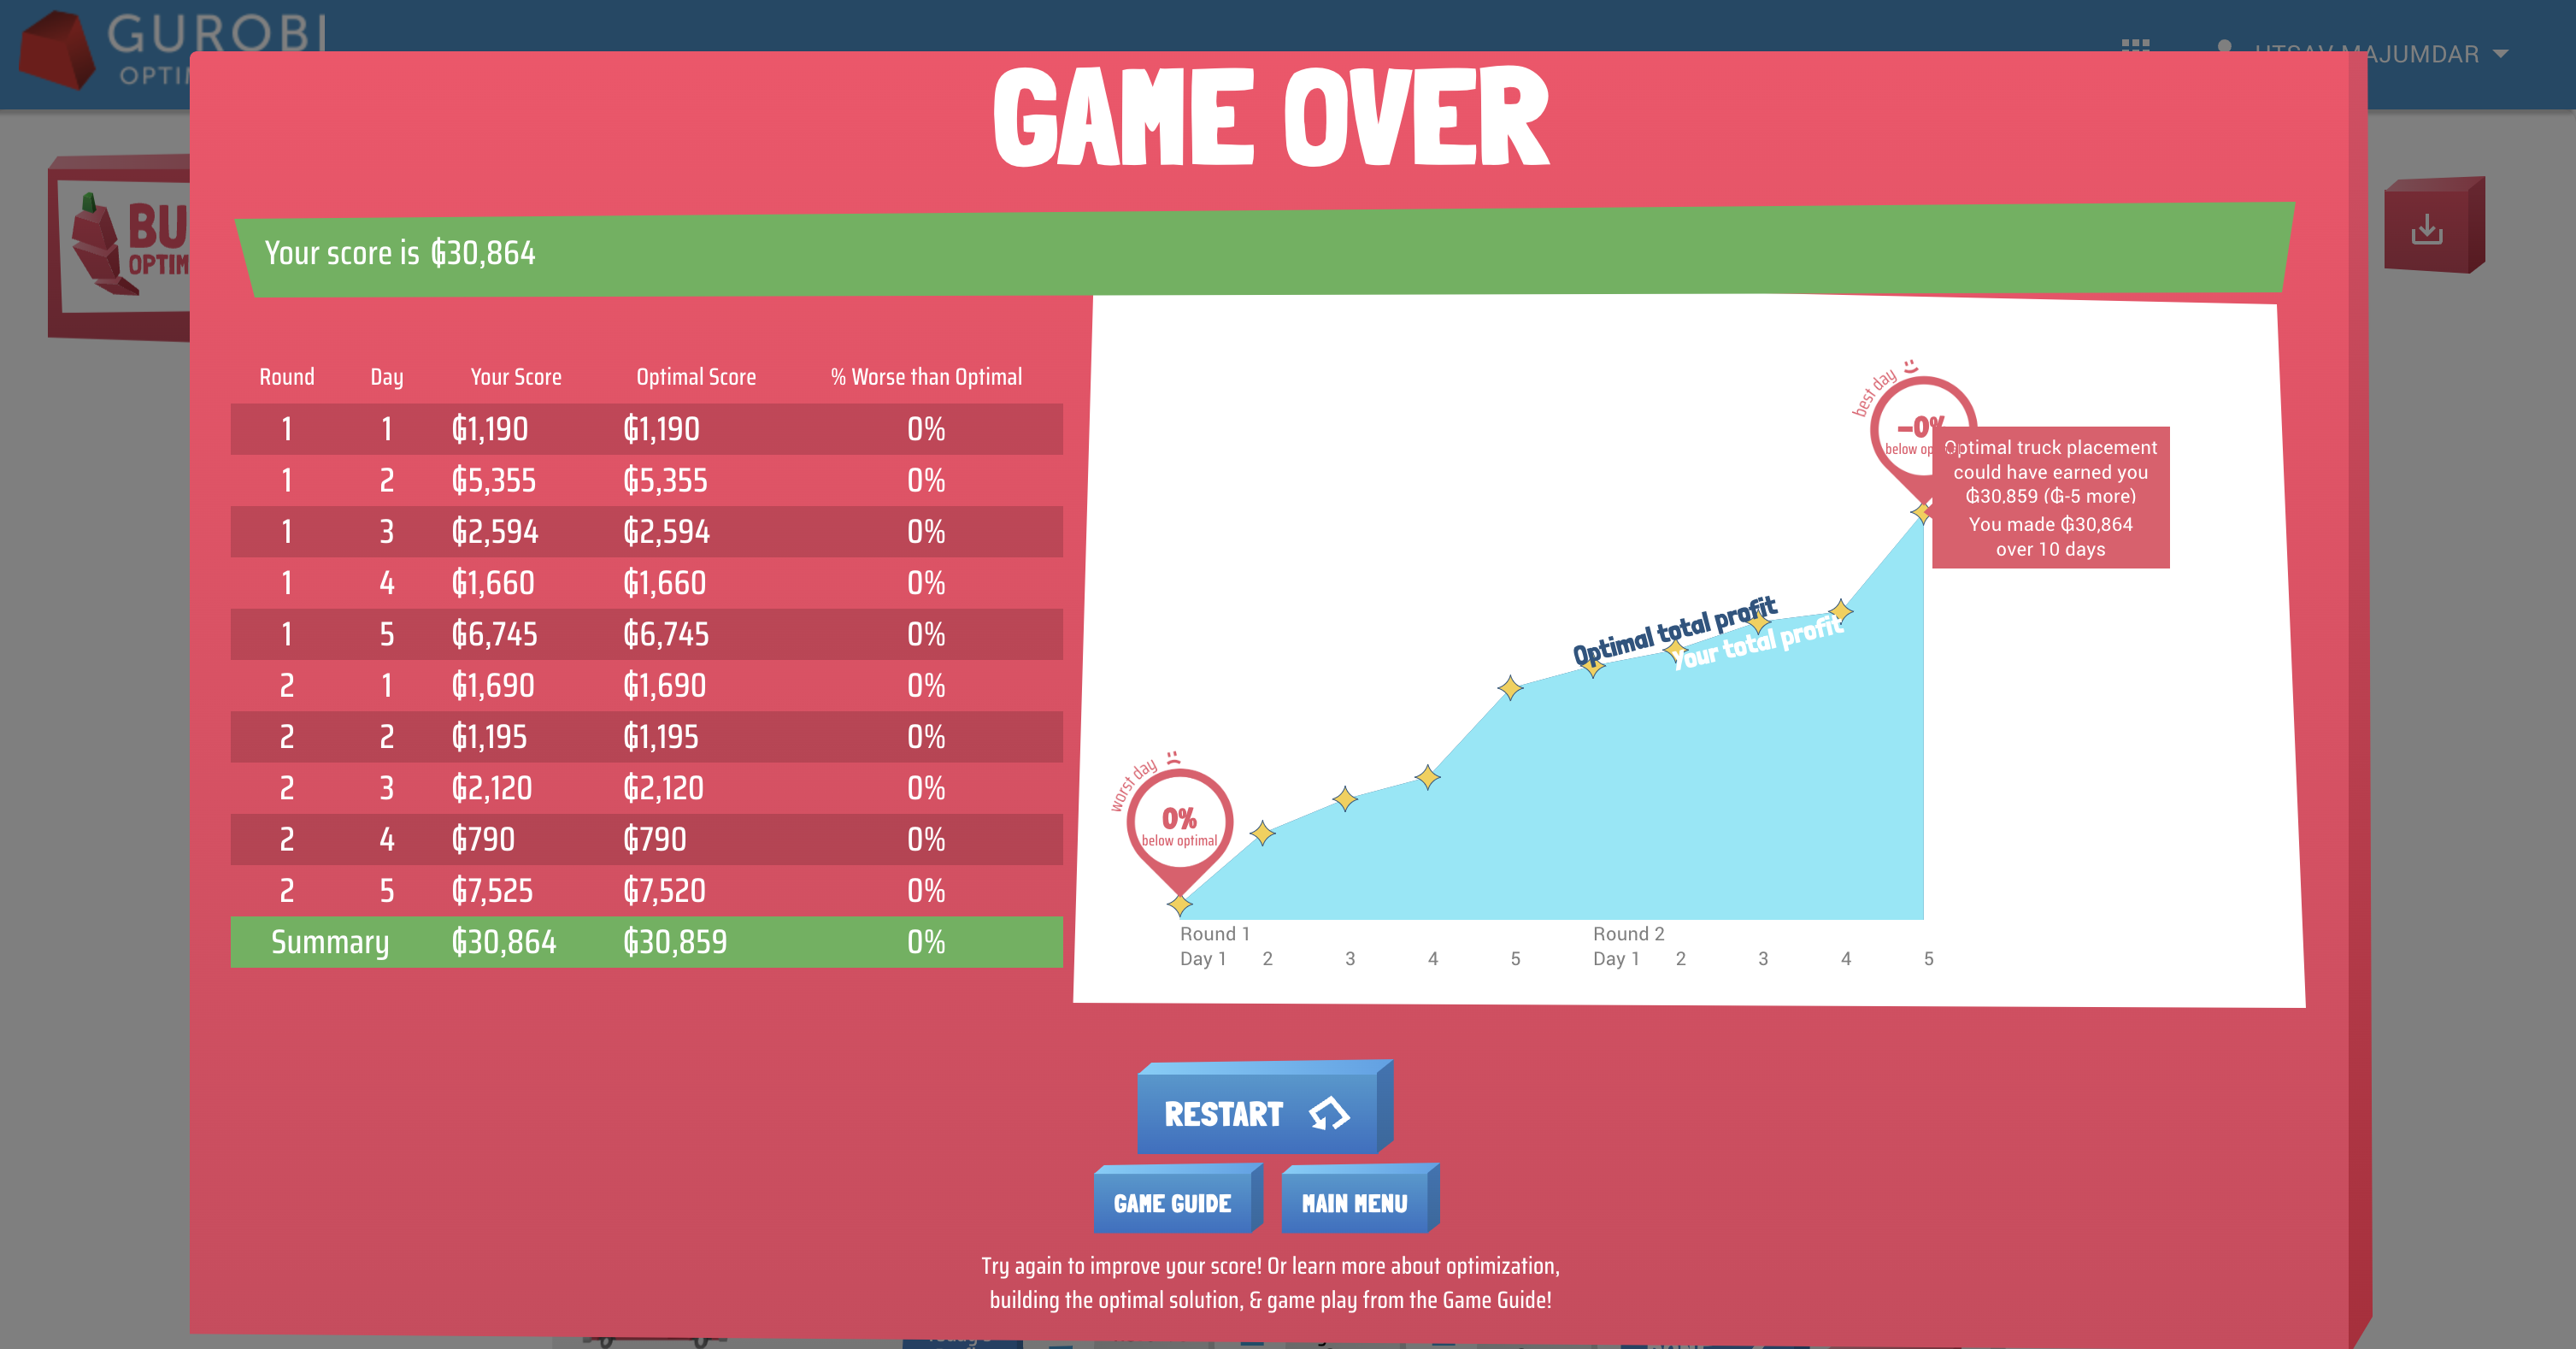 GUROBI
OPTI
UTSAV MAJUMDAR
GAME OVER
BU
OPTIM
Your score is ₲30,864
Round Day Your Score Optimal Score % Worse than Optimal
1 1 ₲1,190 ₲1,190 0%
1 2 ₲5,355 ₲5,355 0%
1 3 ₲2,594 ₲2,594 0%
1 4 ₲1,660 ₲1,660 0%
1 5 ₲6,745 ₲6,745 0%
2 1 ₲1,690 ₲1,690 0%
2 2 ₲1,195 ₲1,195 0%
2 3 ₲2,120 ₲2,120 0%
2 4 ₲790 ₲790 0%
2 5 ₲7,525 ₲7,520 0%
Summary ₲30,864 ₲30,859 0%
best day
–0%
below op
Optimal truck placement
could have earned you
₲30,859 (₲-5 more)
You made ₲30,864
over 10 days
Optimal total profit
Your total profit
worst day
0%
below optimal
Round 1 Round 2
Day 1 2 3 4 5 Day 1 2 3 4 5
RESTART
GAME GUIDE
MAIN MENU
Try again to improve your score! Or learn more about optimization,
building the optimal solution, & game play from the Game Guide!